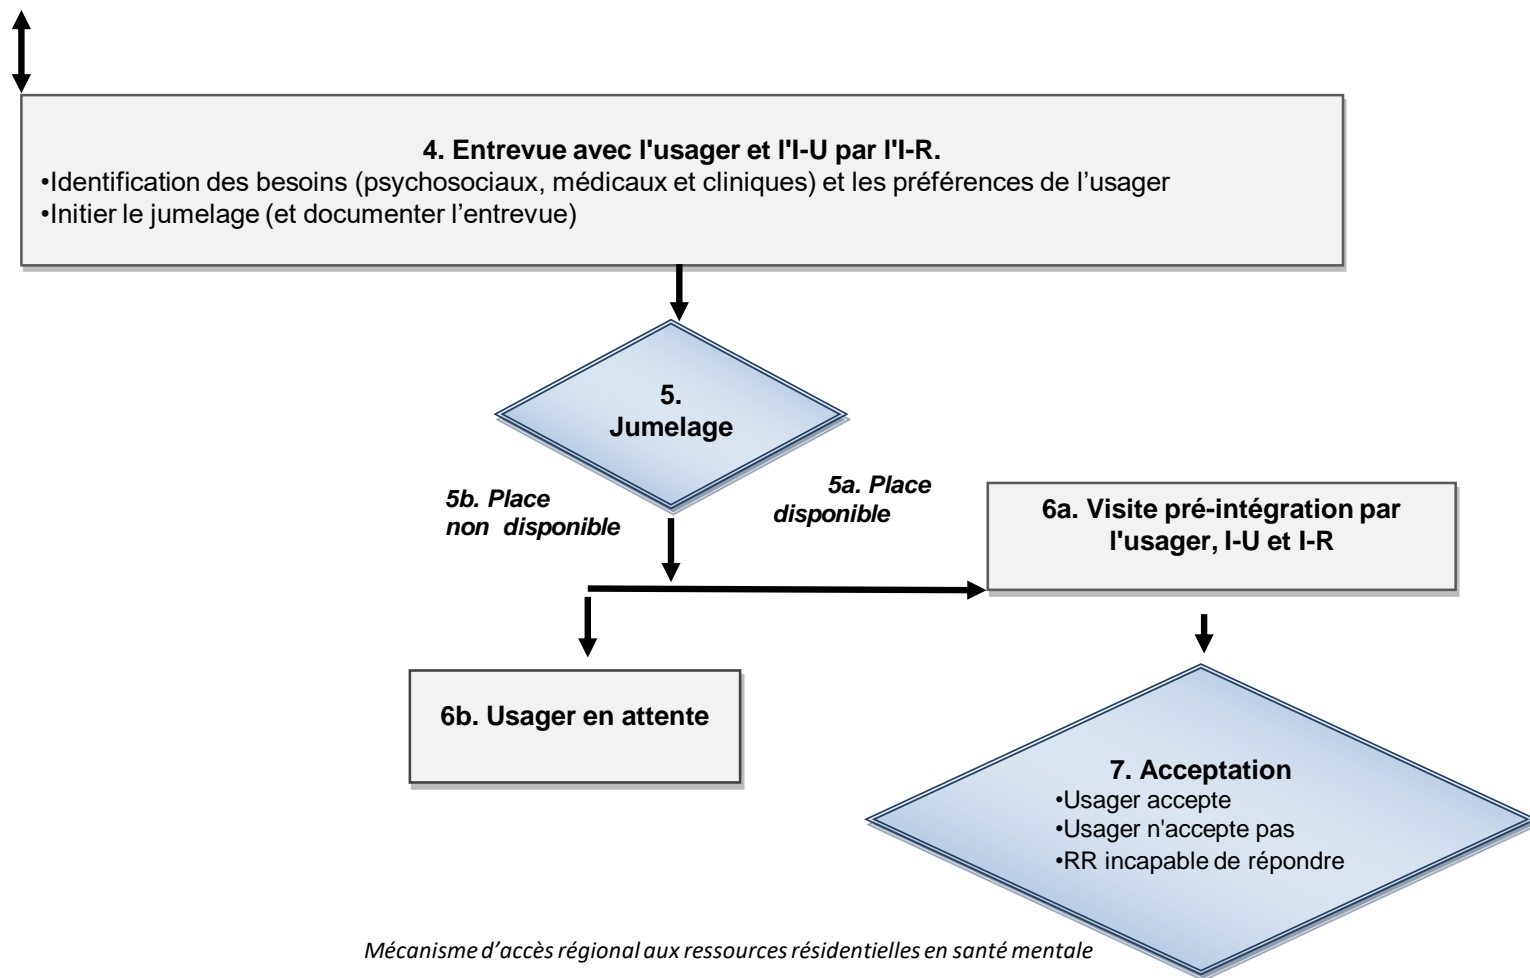 4. Entrevue avec l'usager et l'I-U par l'I-R.
•Identification des besoins (psychosociaux, médicaux et cliniques) et les préférences de l’usager
•Initier le jumelage (et documenter l’entrevue)
5.
Jumelage
5b. Place
non disponible
5a. Place
disponible
6a. Visite pré-intégration par
l'usager, I-U et I-R
6b. Usager en attente
7. Acceptation
•Usager accepte
•Usager n'accepte pas
•RR incapable de répondre
Mécanisme d’accès régional aux ressources résidentielles en santé mentale